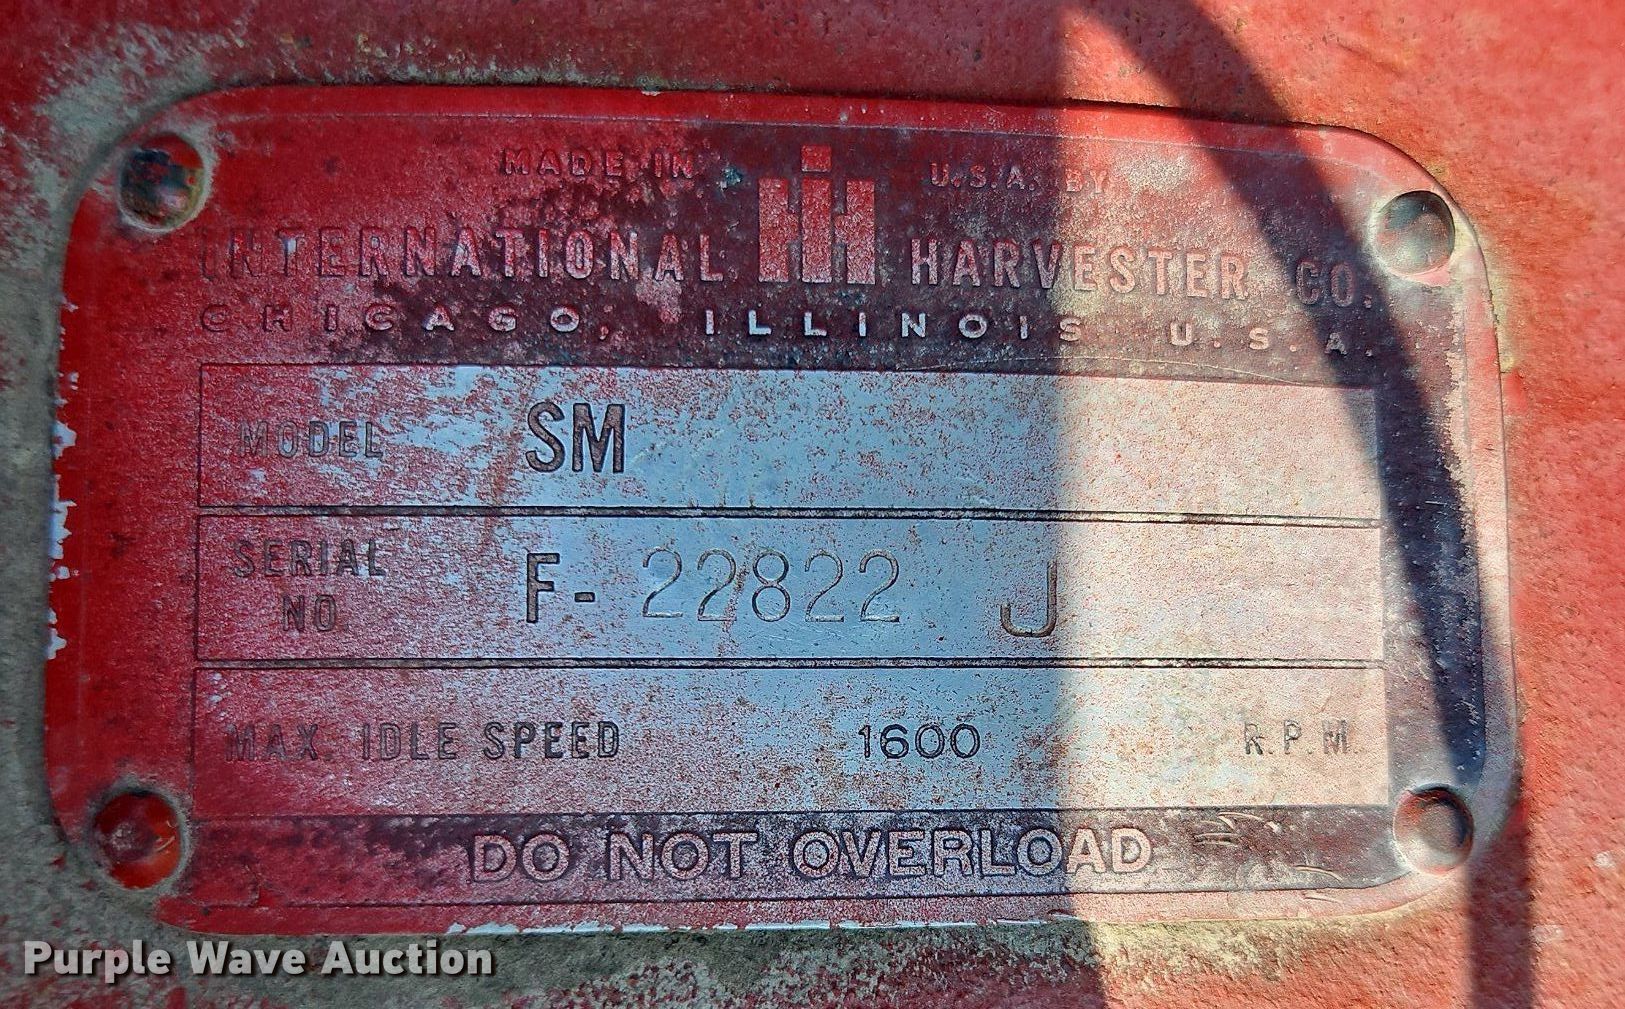 MADE IN IH U.S.A. BY
INTERNATIONAL HARVESTER CO.
CHICAGO, ILLINOIS U.S.A.
MODEL SM
SERIAL NO F- 22822 J
MAX. IDLE SPEED 1600 R.P.M.
DO NOT OVERLOAD
Purple Wave Auction